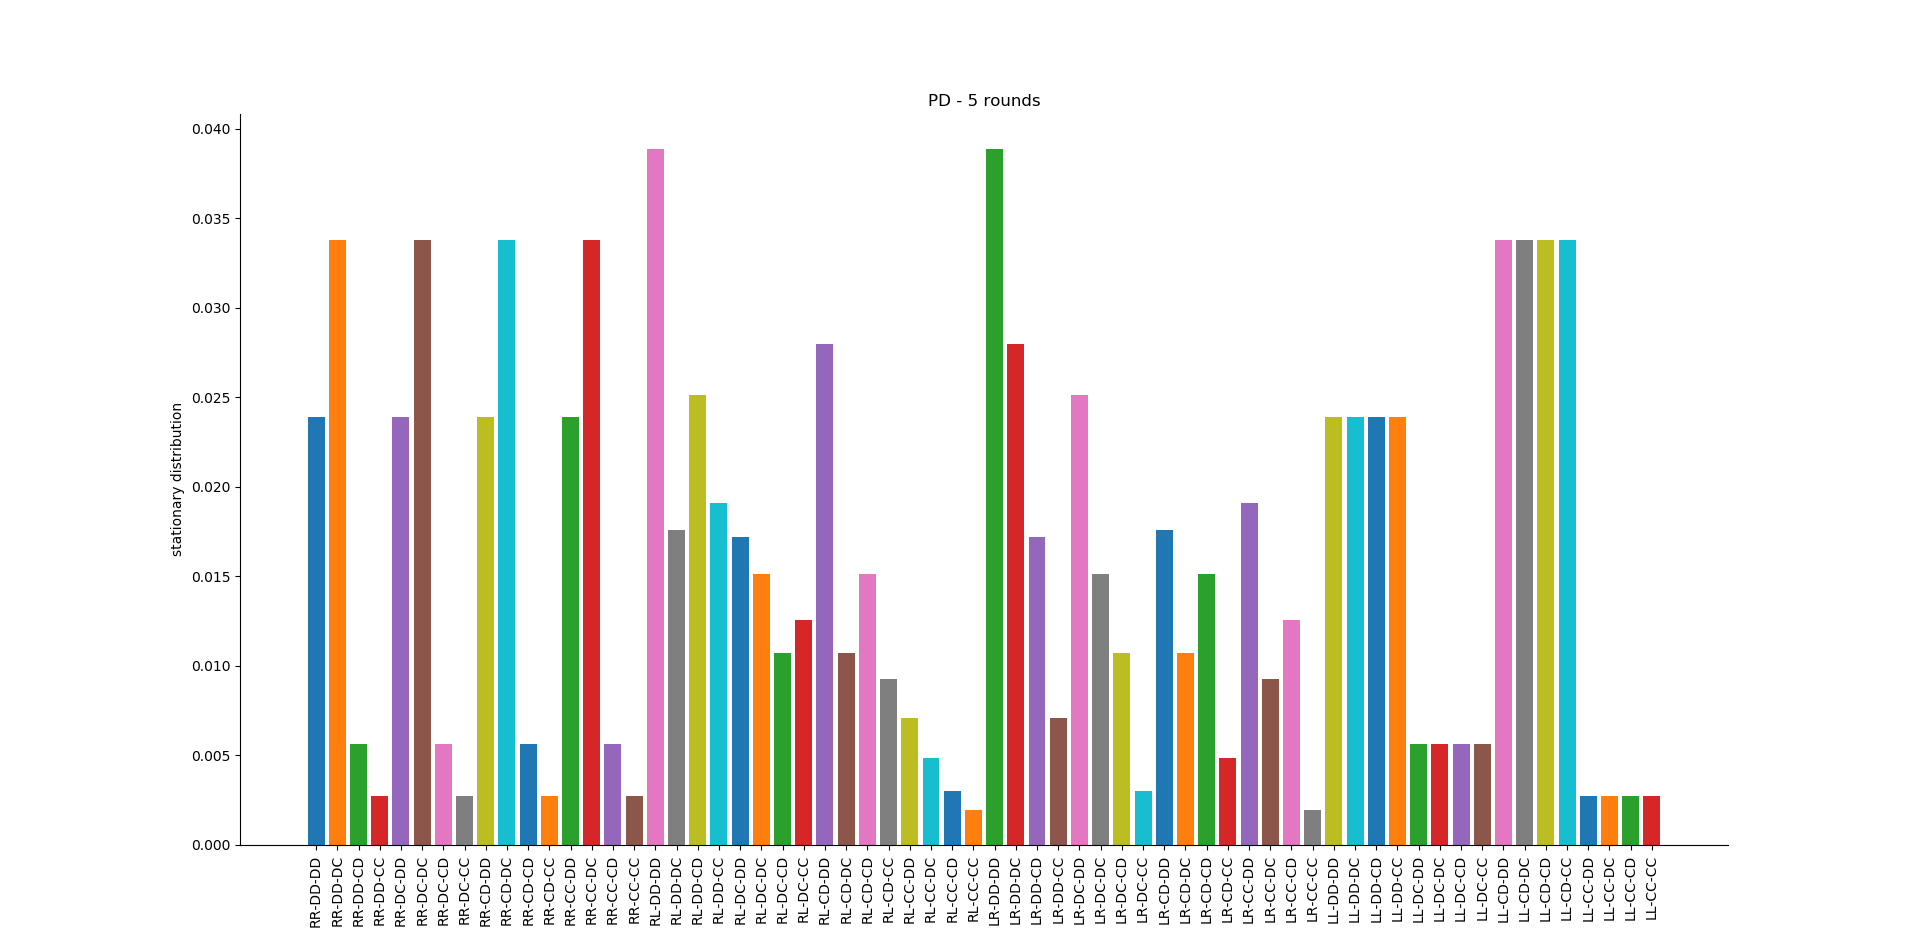 PD - 5 rounds
stationary distribution
0.040
0.035
0.030
0.025
0.020
0.015
0.010
0.005
0.000
RR-DD-DD
RR-DD-DC
RR-DD-CD
RR-DD-CC
RR-DC-DD
RR-DC-DC
RR-DC-CD
RR-DC-CC
RR-CD-DD
RR-CD-DC
RR-CD-CD
RR-CD-CC
RR-CC-DD
RR-CC-DC
RR-CC-CD
RR-CC-CC
RL-DD-DD
RL-DD-DC
RL-DD-CD
RL-DD-CC
RL-DC-DD
RL-DC-DC
RL-DC-CD
RL-DC-CC
RL-CD-DD
RL-CD-DC
RL-CD-CD
RL-CD-CC
RL-CC-DD
RL-CC-DC
RL-CC-CD
RL-CC-CC
LR-DD-DD
LR-DD-DC
LR-DD-CD
LR-DD-CC
LR-DC-DD
LR-DC-DC
LR-DC-CD
LR-DC-CC
LR-CD-DD
LR-CD-DC
LR-CD-CD
LR-CD-CC
LR-CC-DD
LR-CC-DC
LR-CC-CD
LR-CC-CC
LL-DD-DD
LL-DD-DC
LL-DD-CD
LL-DD-CC
LL-DC-DD
LL-DC-DC
LL-DC-CD
LL-DC-CC
LL-CD-DD
LL-CD-DC
LL-CD-CD
LL-CD-CC
LL-CC-DD
LL-CC-DC
LL-CC-CD
LL-CC-CC